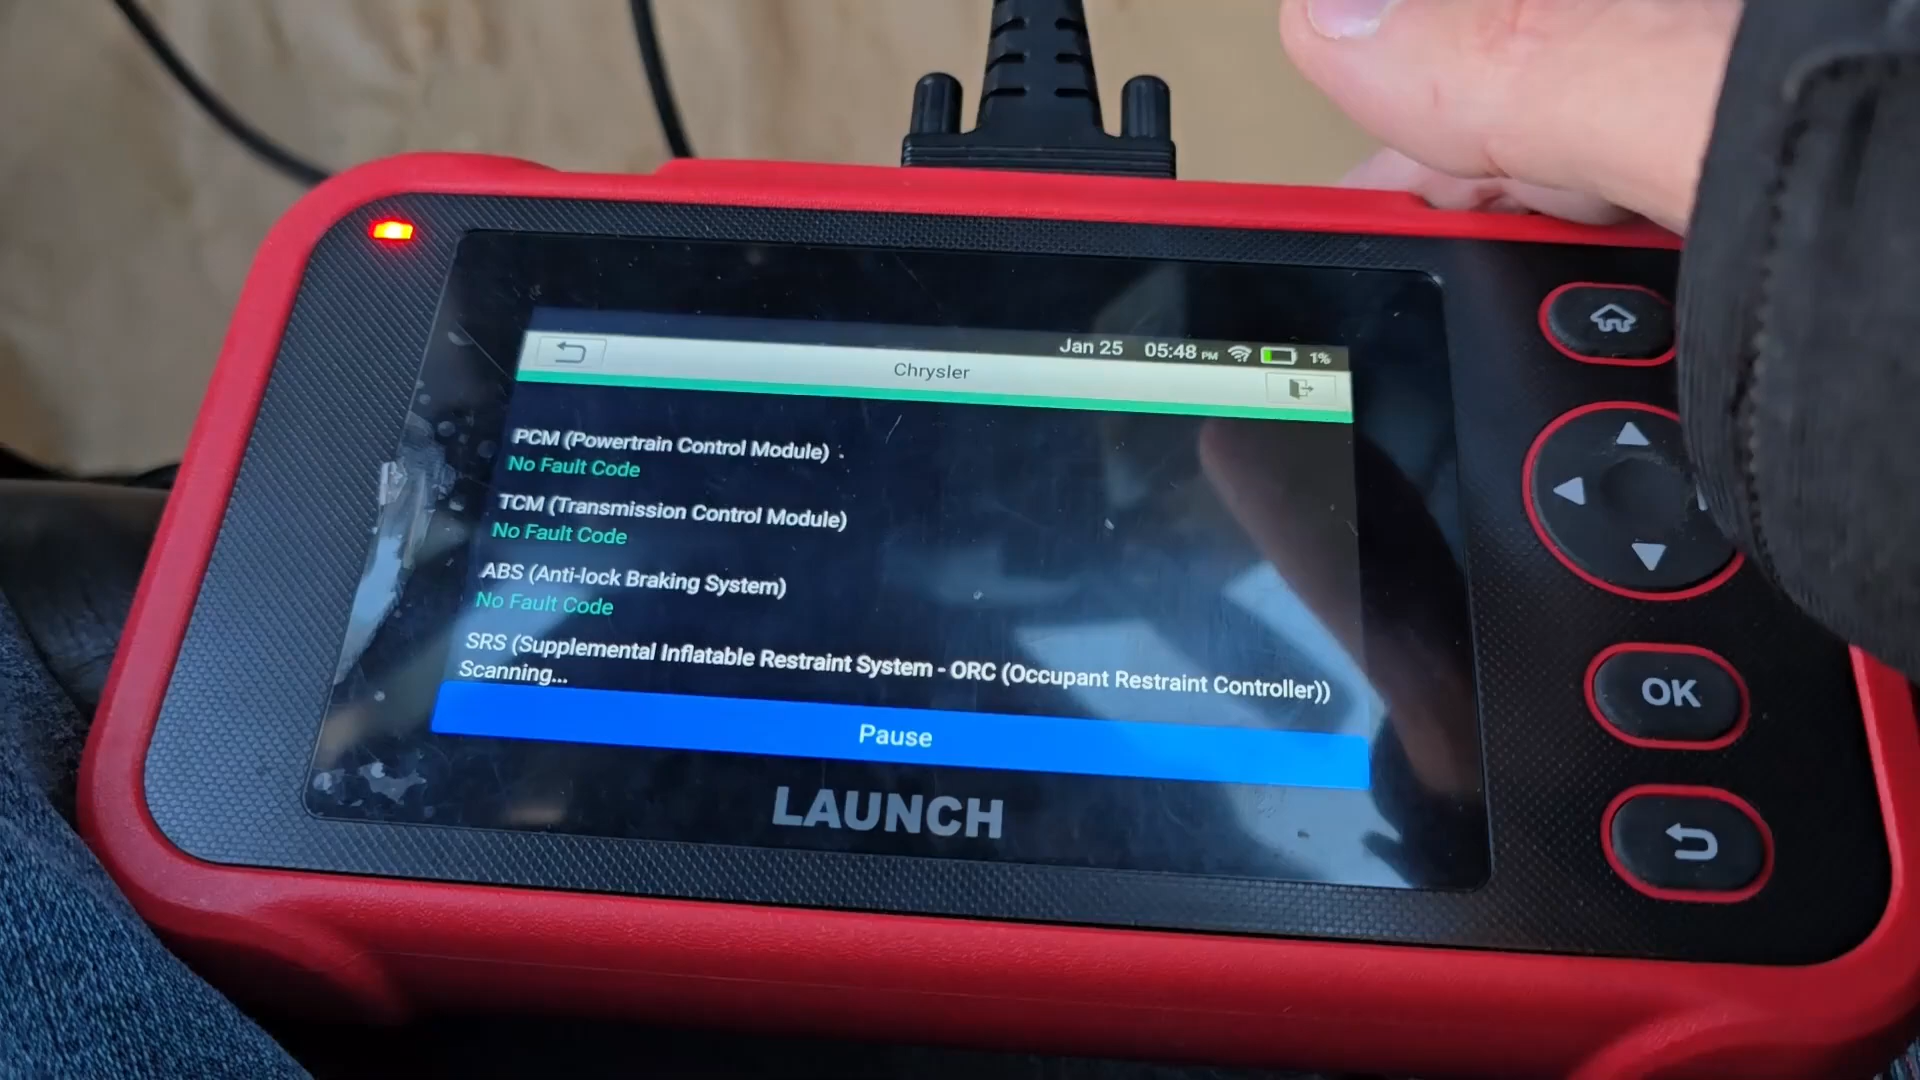 Jan 25 05:48 PM 1%
Chrysler
PCM (Powertrain Control Module)
No Fault Code
TCM (Transmission Control Module)
No Fault Code
ABS (Anti-lock Braking System)
No Fault Code
SRS (Supplemental Inflatable Restraint System - ORC (Occupant Restraint Controller))
Scanning...
Pause
LAUNCH
OK